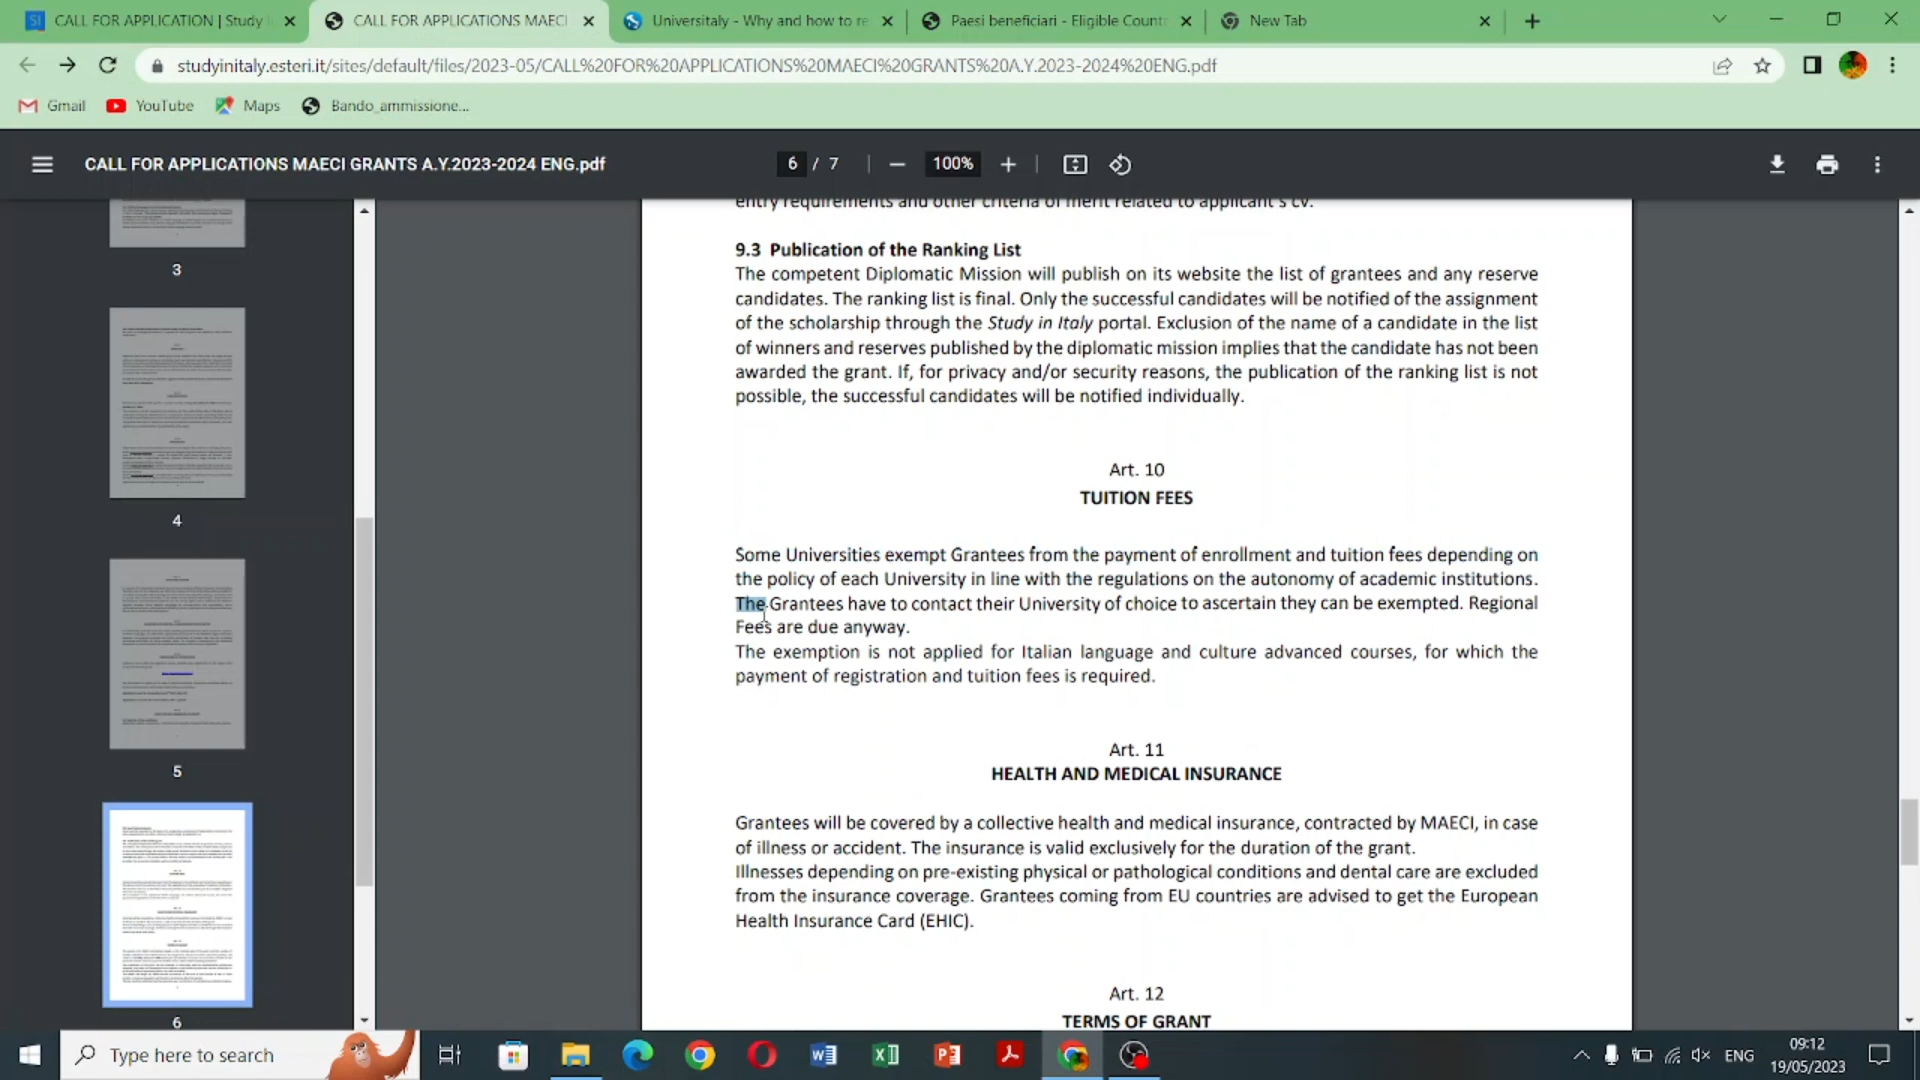 CALL FOR APPLICATION | Study I
CALL FOR APPLICATIONS MAECI
Universitaly - Why and how to re
Paesi beneficiari - Eligible Count
New Tab
studyinitaly.esteri.it/sites/default/files/2023-05/CALL%20FOR%20APPLICATIONS%20MAECI%20GRANTS%20A.Y.2023-2024%20ENG.pdf
Gmail
YouTube
Maps
Bando_ammissione...
CALL FOR APPLICATIONS MAECI GRANTS A.Y.2023-2024 ENG.pdf
6 / 7
100%
3
4
5
6
entry requirements and other criteria of merit related to applicant's cv.
9.3 Publication of the Ranking List
The competent Diplomatic Mission will publish on its website the list of grantees and any reserve
candidates. The ranking list is final. Only the successful candidates will be notified of the assignment
of the scholarship through the Study in Italy portal. Exclusion of the name of a candidate in the list
of winners and reserves published by the diplomatic mission implies that the candidate has not been
awarded the grant. If, for privacy and/or security reasons, the publication of the ranking list is not
possible, the successful candidates will be notified individually.
Art. 10
TUITION FEES
Some Universities exempt Grantees from the payment of enrollment and tuition fees depending on
the policy of each University in line with the regulations on the autonomy of academic institutions.
The Grantees have to contact their University of choice to ascertain they can be exempted. Regional
Fees are due anyway.
The exemption is not applied for Italian language and culture advanced courses, for which the
payment of registration and tuition fees is required.
Art. 11
HEALTH AND MEDICAL INSURANCE
Grantees will be covered by a collective health and medical insurance, contracted by MAECI, in case
of illness or accident. The insurance is valid exclusively for the duration of the grant.
Illnesses depending on pre-existing physical or pathological conditions and dental care are excluded
from the insurance coverage. Grantees coming from EU countries are advised to get the European
Health Insurance Card (EHIC).
Art. 12
TERMS OF GRANT
Type here to search
ENG
09:12
19/05/2023